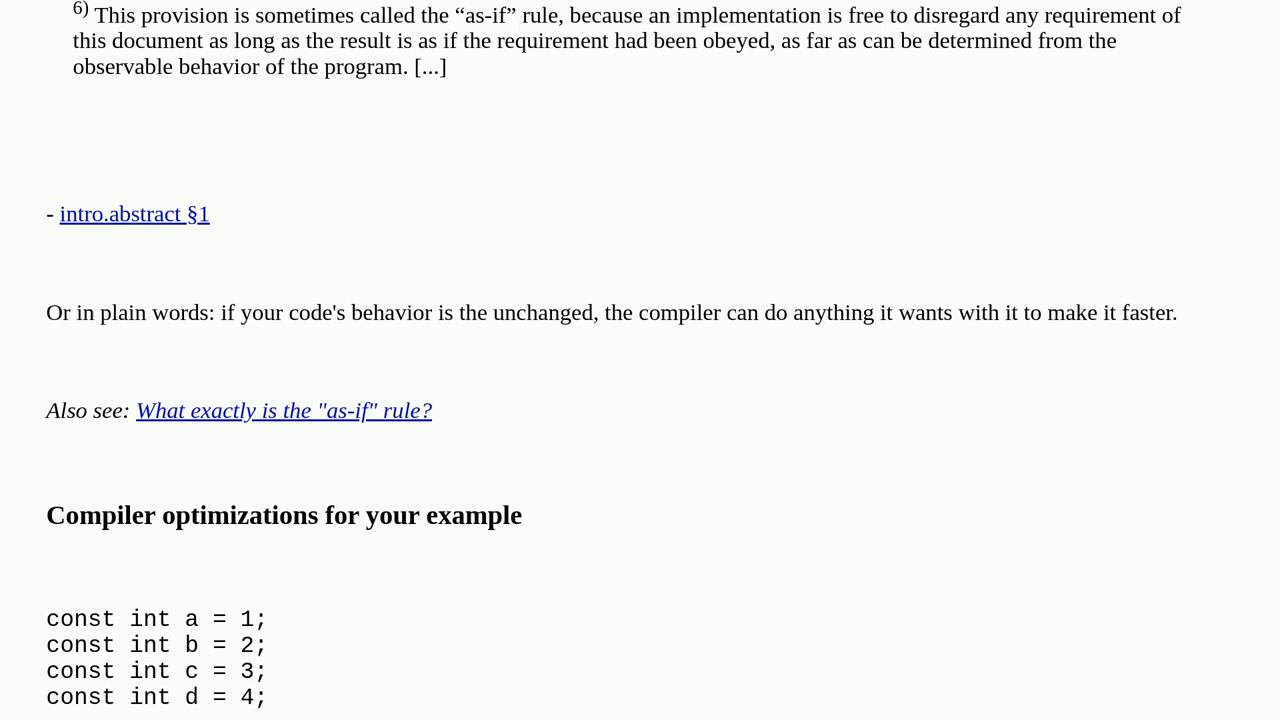 6) This provision is sometimes called the “as-if” rule, because an implementation is free to disregard any requirement of
this document as long as the result is as if the requirement had been obeyed, as far as can be determined from the
observable behavior of the program. [...]
- intro.abstract §1
Or in plain words: if your code's behavior is the unchanged, the compiler can do anything it wants with it to make it faster.
Also see: What exactly is the "as-if" rule?
Compiler optimizations for your example
const int a = 1;
const int b = 2;
const int c = 3;
const int d = 4;